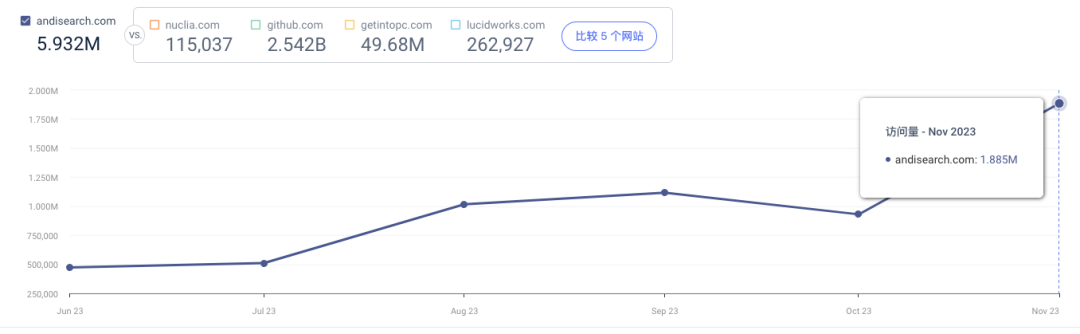 andisearch.com
5.932M
VS.
nuclia.com
115,037
github.com
2.542B
getintopc.com
49.68M
lucidworks.com
262,927
比较 5 个网站
2.000M
1.750M
1.500M
1.250M
1.000M
750,000
500,000
250,000
访问量 - Nov 2023
andisearch.com: 1.885M
Jun 23
Jul 23
Aug 23
Sep 23
Oct 23
Nov 23